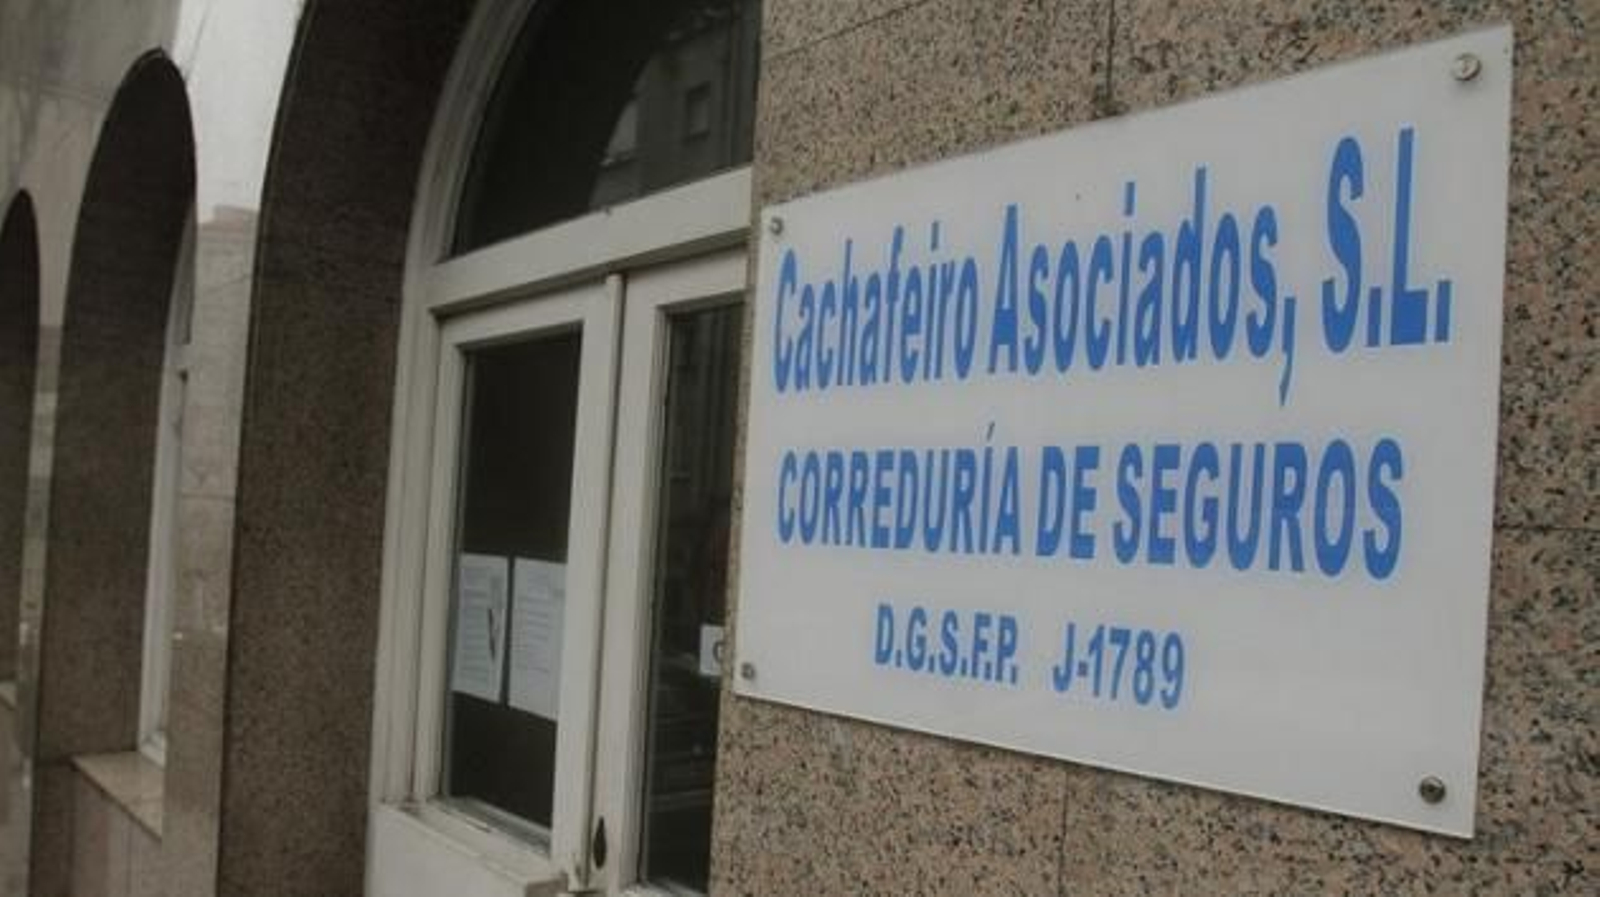 Cachafeiro Asociados, S.L.
CORREDURÍA DE SEGUROS
D.G.S.F.P. J-1789